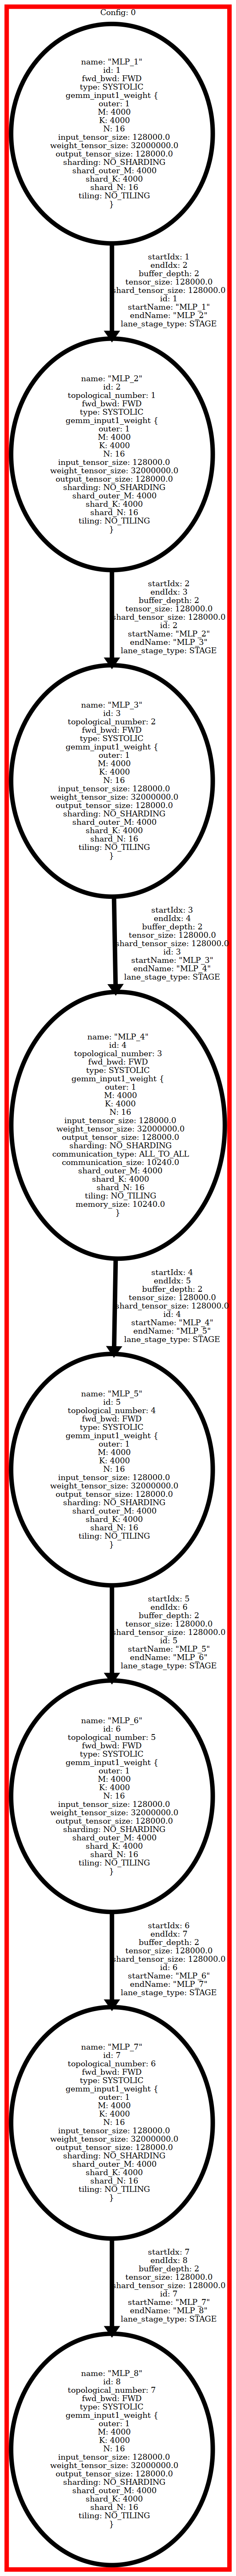 Config: 0
name: "MLP_1"
id: 1
fwd_bwd: FWD
type: SYSTOLIC
gemm_input1_weight {
outer: 1
M: 4000
K: 4000
N: 16
input_tensor_size: 128000.0
weight_tensor_size: 32000000.0
output_tensor_size: 128000.0
sharding: NO_SHARDING
shard_outer_M: 4000
shard_K: 4000
shard_N: 16
tiling: NO_TILING
}
startIdx: 1
endIdx: 2
buffer_depth: 2
tensor_size: 128000.0
shard_tensor_size: 128000.0
id: 1
startName: "MLP_1"
endName: "MLP_2"
lane_stage_type: STAGE
name: "MLP_2"
id: 2
topological_number: 1
fwd_bwd: FWD
type: SYSTOLIC
gemm_input1_weight {
outer: 1
M: 4000
K: 4000
N: 16
input_tensor_size: 128000.0
weight_tensor_size: 32000000.0
output_tensor_size: 128000.0
sharding: NO_SHARDING
shard_outer_M: 4000
shard_K: 4000
shard_N: 16
tiling: NO_TILING
}
startIdx: 2
endIdx: 3
buffer_depth: 2
tensor_size: 128000.0
shard_tensor_size: 128000.0
id: 2
startName: "MLP_2"
endName: "MLP_3"
lane_stage_type: STAGE
name: "MLP_3"
id: 3
topological_number: 2
fwd_bwd: FWD
type: SYSTOLIC
gemm_input1_weight {
outer: 1
M: 4000
K: 4000
N: 16
input_tensor_size: 128000.0
weight_tensor_size: 32000000.0
output_tensor_size: 128000.0
sharding: NO_SHARDING
shard_outer_M: 4000
shard_K: 4000
shard_N: 16
tiling: NO_TILING
}
startIdx: 3
endIdx: 4
buffer_depth: 2
tensor_size: 128000.0
shard_tensor_size: 128000.0
id: 3
startName: "MLP_3"
endName: "MLP_4"
lane_stage_type: STAGE
name: "MLP_4"
id: 4
topological_number: 3
fwd_bwd: FWD
type: SYSTOLIC
gemm_input1_weight {
outer: 1
M: 4000
K: 4000
N: 16
input_tensor_size: 128000.0
weight_tensor_size: 32000000.0
output_tensor_size: 128000.0
sharding: NO_SHARDING
communication_type: ALL_TO_ALL
communication_size: 10240.0
shard_outer_M: 4000
shard_K: 4000
shard_N: 16
tiling: NO_TILING
memory_size: 10240.0
}
startIdx: 4
endIdx: 5
buffer_depth: 2
tensor_size: 128000.0
shard_tensor_size: 128000.0
id: 4
startName: "MLP_4"
endName: "MLP_5"
lane_stage_type: STAGE
name: "MLP_5"
id: 5
topological_number: 4
fwd_bwd: FWD
type: SYSTOLIC
gemm_input1_weight {
outer: 1
M: 4000
K: 4000
N: 16
input_tensor_size: 128000.0
weight_tensor_size: 32000000.0
output_tensor_size: 128000.0
sharding: NO_SHARDING
shard_outer_M: 4000
shard_K: 4000
shard_N: 16
tiling: NO_TILING
}
startIdx: 5
endIdx: 6
buffer_depth: 2
tensor_size: 128000.0
shard_tensor_size: 128000.0
id: 5
startName: "MLP_5"
endName: "MLP_6"
lane_stage_type: STAGE
name: "MLP_6"
id: 6
topological_number: 5
fwd_bwd: FWD
type: SYSTOLIC
gemm_input1_weight {
outer: 1
M: 4000
K: 4000
N: 16
input_tensor_size: 128000.0
weight_tensor_size: 32000000.0
output_tensor_size: 128000.0
sharding: NO_SHARDING
shard_outer_M: 4000
shard_K: 4000
shard_N: 16
tiling: NO_TILING
}
startIdx: 6
endIdx: 7
buffer_depth: 2
tensor_size: 128000.0
shard_tensor_size: 128000.0
id: 6
startName: "MLP_6"
endName: "MLP_7"
lane_stage_type: STAGE
name: "MLP_7"
id: 7
topological_number: 6
fwd_bwd: FWD
type: SYSTOLIC
gemm_input1_weight {
outer: 1
M: 4000
K: 4000
N: 16
input_tensor_size: 128000.0
weight_tensor_size: 32000000.0
output_tensor_size: 128000.0
sharding: NO_SHARDING
shard_outer_M: 4000
shard_K: 4000
shard_N: 16
tiling: NO_TILING
}
startIdx: 7
endIdx: 8
buffer_depth: 2
tensor_size: 128000.0
shard_tensor_size: 128000.0
id: 7
startName: "MLP_7"
endName: "MLP_8"
lane_stage_type: STAGE
name: "MLP_8"
id: 8
topological_number: 7
fwd_bwd: FWD
type: SYSTOLIC
gemm_input1_weight {
outer: 1
M: 4000
K: 4000
N: 16
input_tensor_size: 128000.0
weight_tensor_size: 32000000.0
output_tensor_size: 128000.0
sharding: NO_SHARDING
shard_outer_M: 4000
shard_K: 4000
shard_N: 16
tiling: NO_TILING
}